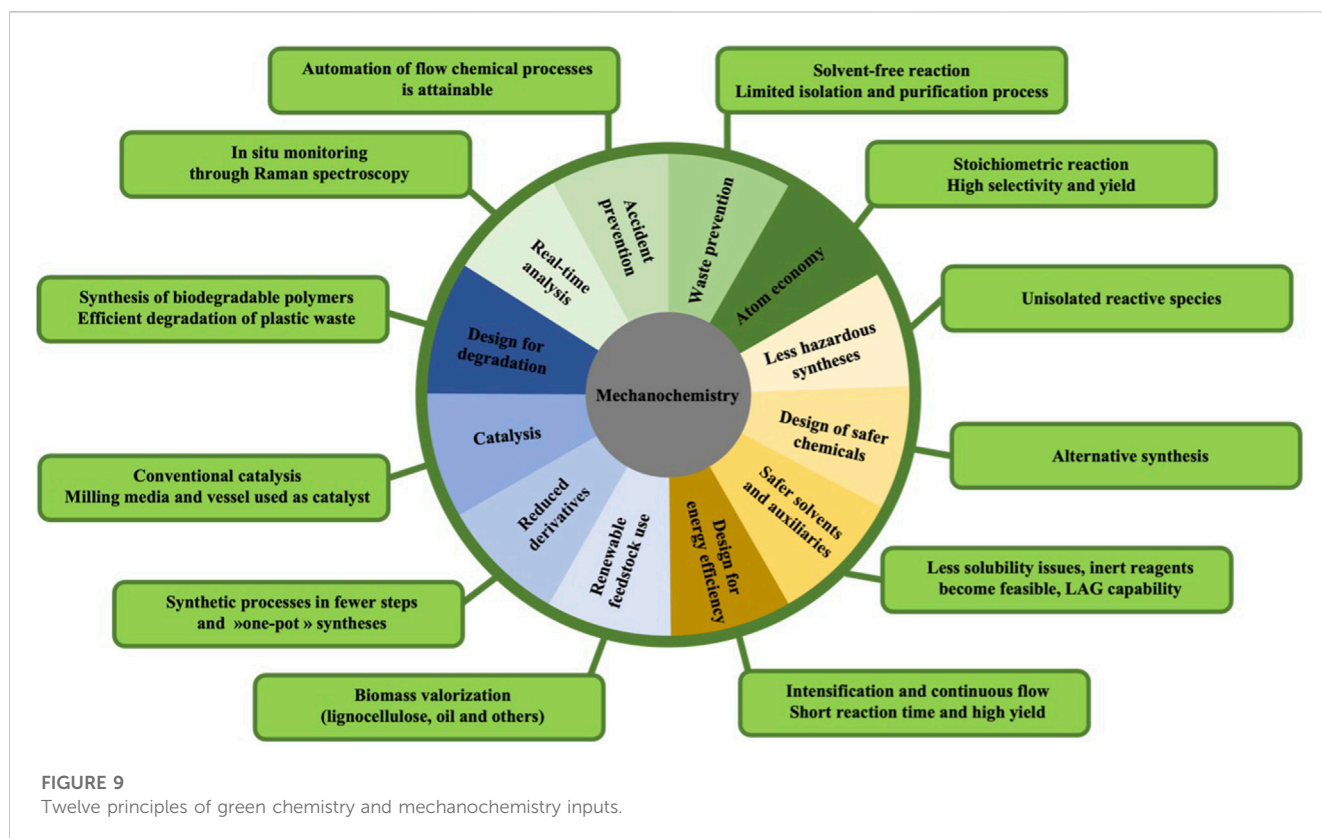 Automation of flow chemical processes
is attainable
Solvent-free reaction
Limited isolation and purification process
In situ monitoring
through Raman spectroscopy
Stoichiometric reaction
High selectivity and yield
Synthesis of biodegradable polymers
Efficient degradation of plastic waste
Unisolated reactive species
Conventional catalysis
Milling media and vessel used as catalyst
Alternative synthesis
Synthetic processes in fewer steps
and »one-pot » syntheses
Less solubility issues, inert reagents
become feasible, LAG capability
Biomass valorization
(lignocellulose, oil and others)
Intensification and continuous flow
Short reaction time and high yield
Mechanochemistry
Waste prevention
Atom economy
Less hazardous
syntheses
Design of safer
chemicals
Safer solvents
and auxiliaries
Design for
energy efficiency
Renewable
feedstock use
Reduced
derivatives
Catalysis
Design for
degradation
Real-time
analysis
Accident
prevention
FIGURE 9
Twelve principles of green chemistry and mechanochemistry inputs.